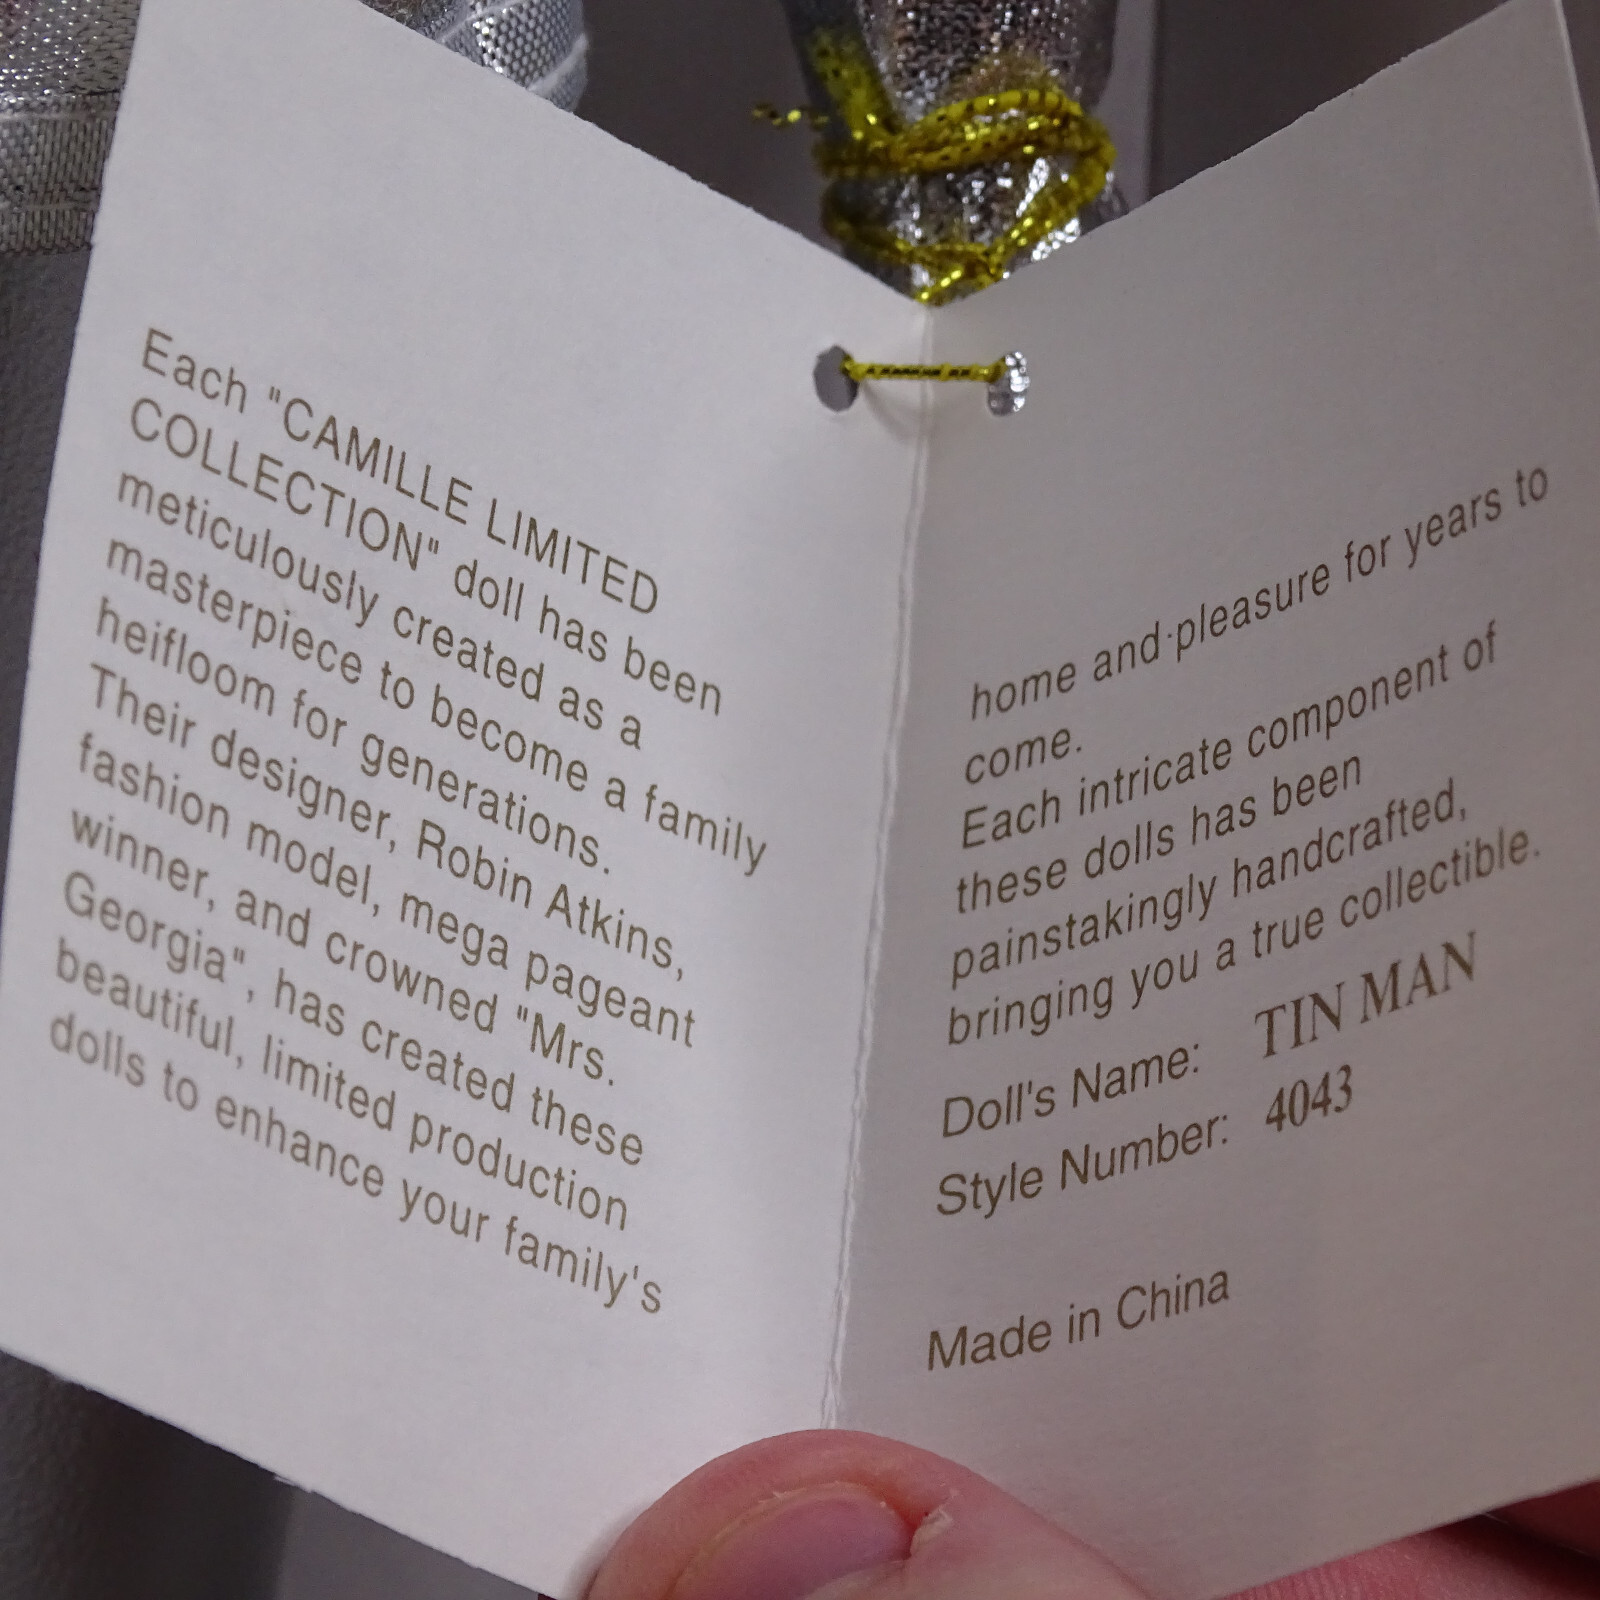 Each "CAMILLE LIMITED
COLLECTION" doll has been
meticulously created as a
masterpiece to become a family
heifloom for generations.
Their designer, Robin Atkins,
fashion model, mega pageant
winner, and crowned "Mrs.
Georgia", has created these
beautiful, limited production
dolls to enhance your family's
home and pleasure for years to
come.
Each intricate component of
these dolls has been
painstakingly handcrafted,
bringing you a true collectible.
Doll's Name: TIN MAN
Style Number: 4043
Made in China